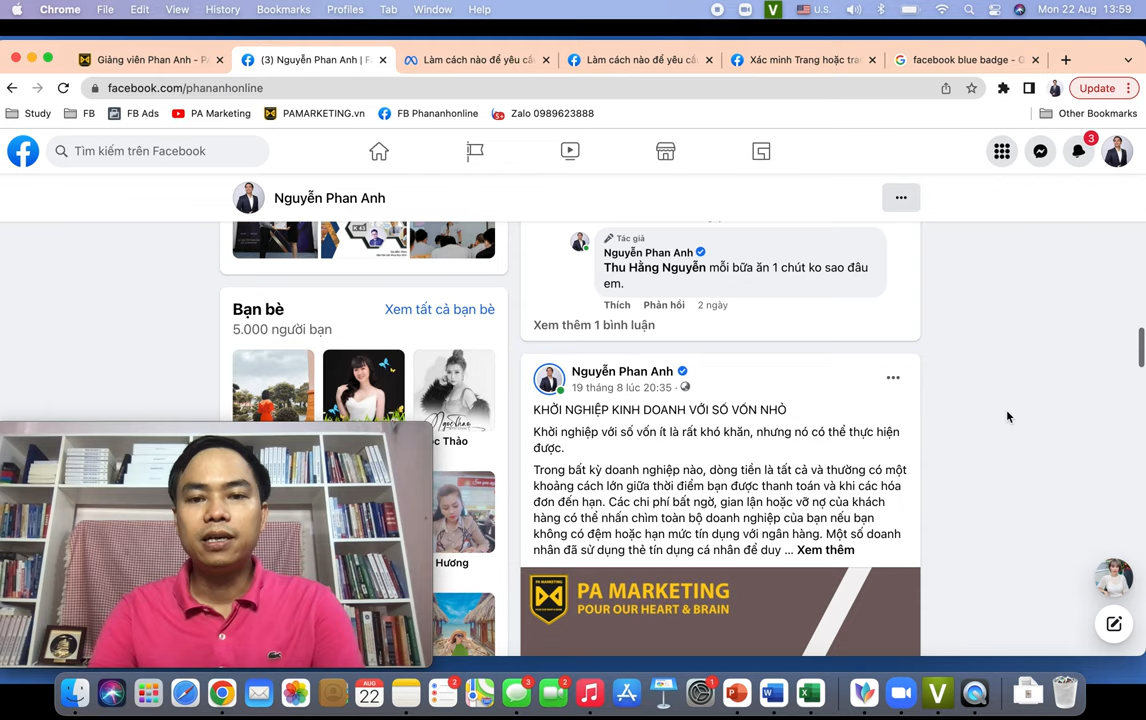 Chrome File Edit View History Bookmarks Profiles Tab Window Help
V U.S. Mon 22 Aug 13:59
Giảng viên Phan Anh - P
(3) Nguyễn Phan Anh | F
Làm cách nào để yêu c
Làm cách nào để yêu c
Xác minh Trang hoặc tra
facebook blue badge - G
facebook.com/phananhonline
Update
Study FB FB Ads PA Marketing PAMARKETING.vn FB Phananhonline Zalo 0989623888 Other Bookmarks
Tìm kiếm trên Facebook
3
Nguyễn Phan Anh
Bạn bè
Xem tất cả bạn bè
5.000 người bạn
c Thảo
Hương
Tác giả
Nguyễn Phan Anh
Thu Hằng Nguyễn mỗi bữa ăn 1 chút ko sao đâu
em.
Thích Phản hồi 2 ngày
Xem thêm 1 bình luận
Nguyễn Phan Anh
19 tháng 8 lúc 20:35
KHỞI NGHIỆP KINH DOANH VỚI SỐ VỐN NHỎ
Khởi nghiệp với số vốn ít là rất khó khăn, nhưng nó có thể thực hiện
được.
Trong bất kỳ doanh nghiệp nào, dòng tiền là tất cả và thường có một
khoảng cách lớn giữa thời điểm bạn được thanh toán và khi các hóa
đơn đến hạn. Các chi phí bất ngờ, gian lận hoặc vỡ nợ của khách
hàng có thể nhấn chìm toàn bộ doanh nghiệp của bạn nếu bạn
không có đệm hoặc hạn mức tín dụng với ngân hàng. Một số doanh
nhân đã sử dụng thẻ tín dụng cá nhân để duy ... Xem thêm
PA MARKETING
POUR OUR HEART & BRAIN
AUG
22
2
3
2
1
V